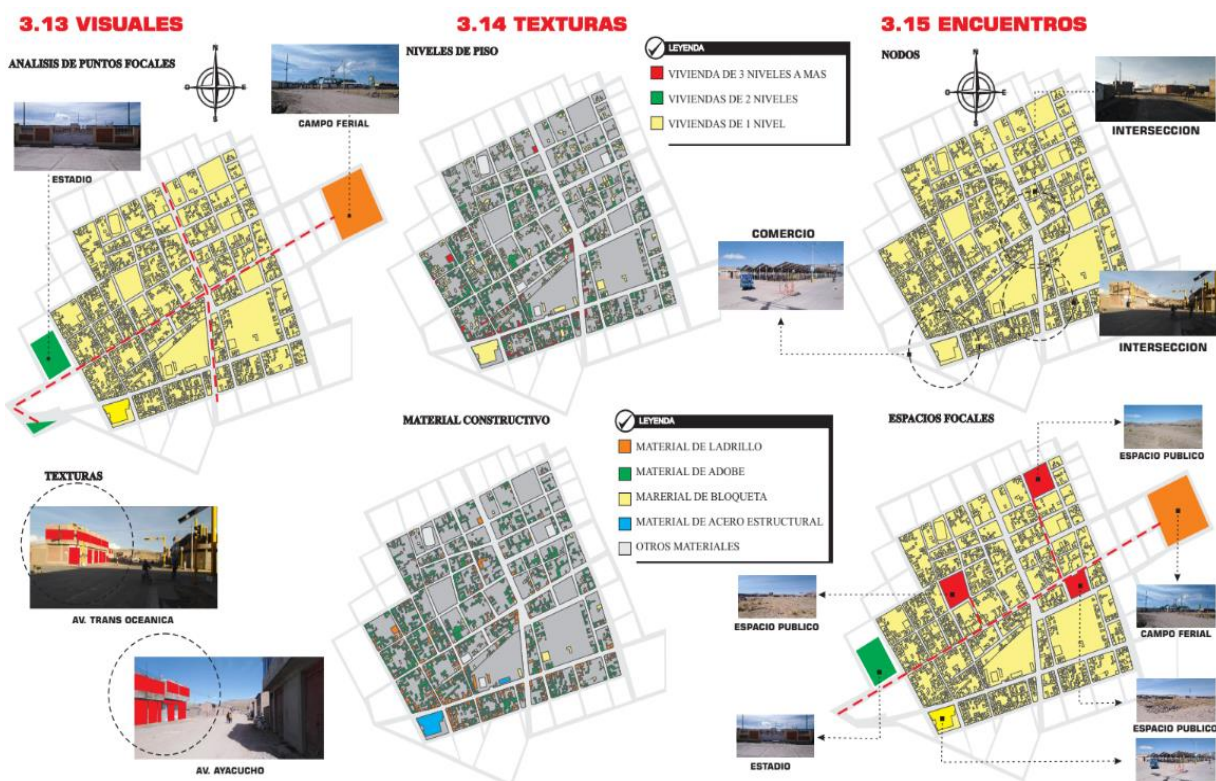 3.13 VISUALES
ANALISIS DE PUNTOS FOCALES
N
O
E
S
CAMPO FERIAL
ESTADIO
TEXTURAS
AV. TRANS OCEANICA
AV. AYACUCHO
3.14 TEXTURAS
NIVELES DE PISO
LEYENDA
VIVIENDA DE 3 NIVELES A MAS
VIVIENDAS DE 2 NIVELES
VIVIENDAS DE 1 NIVEL
MATERIAL CONSTRUCTIVO
LEYENDA
MATERIAL DE LADRILLO
MATERIAL DE ADOBE
MARERIAL DE BLOQUETA
MATERIAL DE ACERO ESTRUCTURAL
OTROS MATERIALES
3.15 ENCUENTROS
NODOS
N
O
E
S
INTERSECCION
COMERCIO
INTERSECCION
ESPACIOS FOCALES
ESPACIO PUBLICO
ESPACIO PUBLICO
CAMPO FERIAL
ESPACIO PUBLICO
ESTADIO